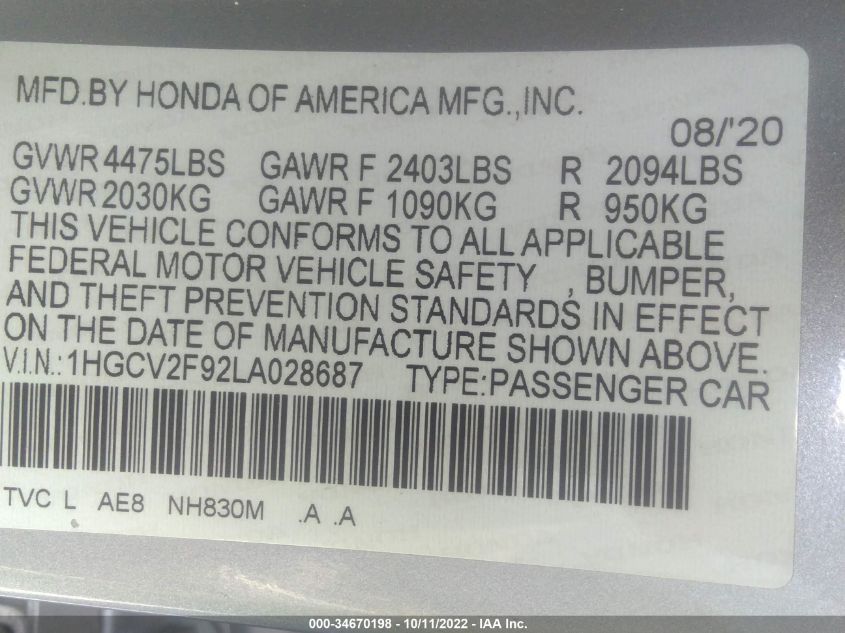 MFD.BY HONDA OF AMERICA MFG.,INC.
08/'20
GVWR 4475LBS GAWR F 2403LBS R 2094LBS
GVWR 2030KG GAWR F 1090KG R 950KG
THIS VEHICLE CONFORMS TO ALL APPLICABLE
FEDERAL MOTOR VEHICLE SAFETY , BUMPER,
AND THEFT PREVENTION STANDARDS IN EFFECT
ON THE DATE OF MANUFACTURE SHOWN ABOVE.
V.I.N.:1HGCV2F92LA028687 TYPE:PASSENGER CAR
TVC L AE8 NH830M .A .A
000-34670198 - 10/11/2022 - IAA Inc.